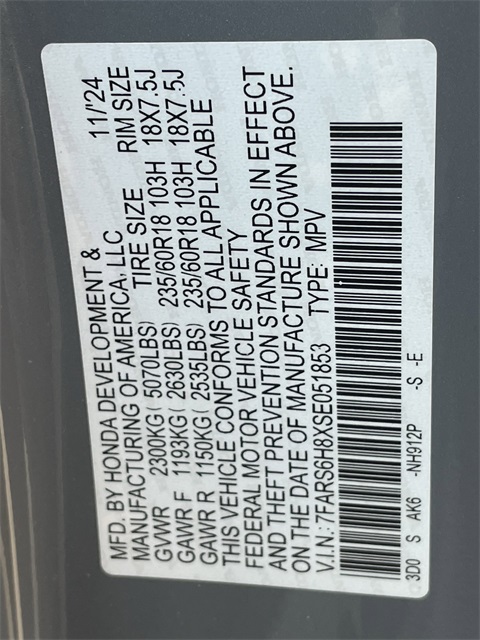 MFD. BY HONDA DEVELOPMENT & 11/'24
MANUFACTURING OF AMERICA, LLC
TIRE SIZE RIM SIZE
GVWR 2300KG( 5070LBS)
GAWR F 1193KG( 2630LBS) 235/60R18 103H 18X7.5J
GAWR R 1150KG( 2535LBS) 235/60R18 103H 18X7.5J
THIS VEHICLE CONFORMS TO ALL APPLICABLE
FEDERAL MOTOR VEHICLE SAFETY
AND THEFT PREVENTION STANDARDS IN EFFECT
ON THE DATE OF MANUFACTURE SHOWN ABOVE.
V.I.N.: 7FARS6H8XSE051853 TYPE: MPV
3D0 S AK6 -NH912P -S -E